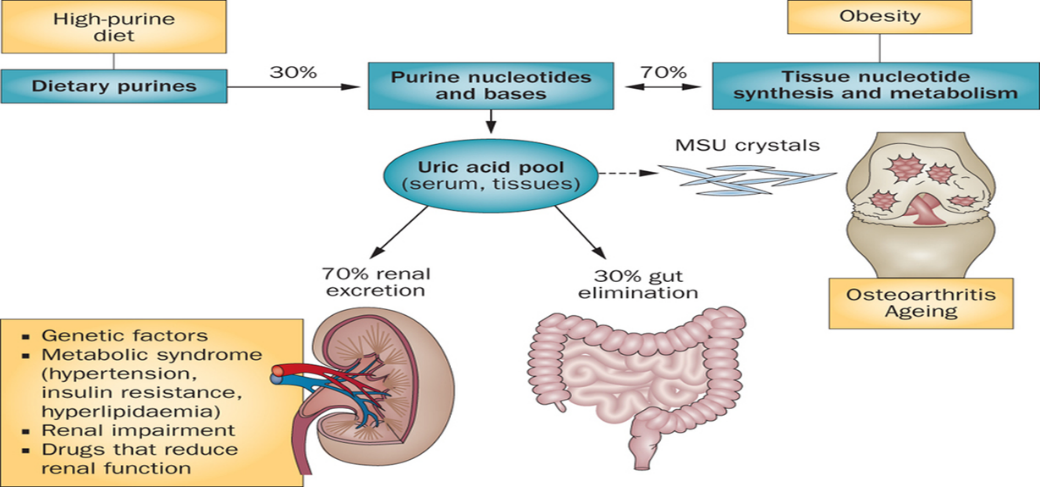 High-purine
diet
Obesity
Dietary purines
30%
Purine nucleotides
and bases
70%
Tissue nucleotide
synthesis and metabolism
Uric acid pool
(serum, tissues)
MSU crystals
70% renal
excretion
30% gut
elimination
Osteoarthritis
Ageing
▪ Genetic factors
▪ Metabolic syndrome
(hypertension,
insulin resistance,
hyperlipidaemia)
▪ Renal impairment
▪ Drugs that reduce
renal function